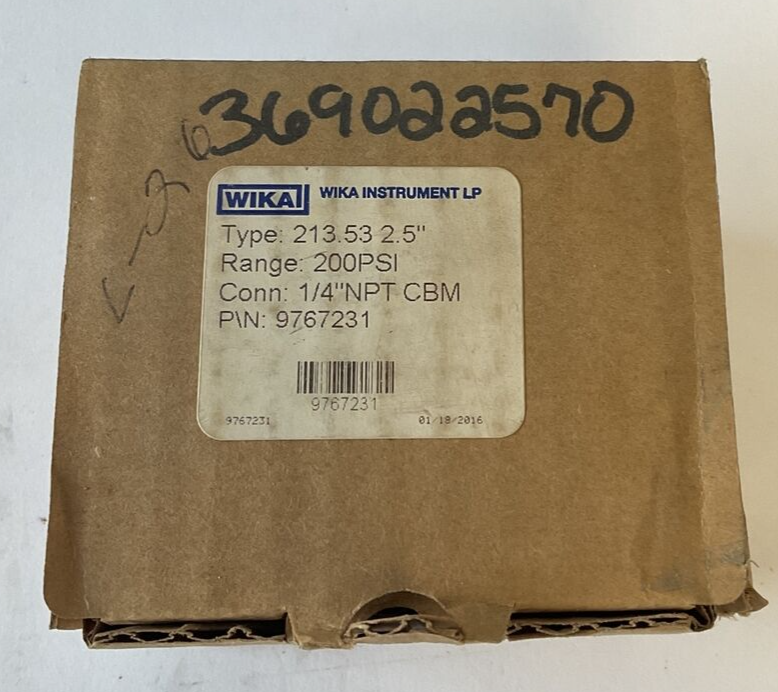 369022570
WIKA WIKA INSTRUMENT LP
Type: 213.53 2.5"
Range: 200PSI
Conn: 1/4"NPT CBM
P\N: 9767231
9767231
9767231 01/18/2016